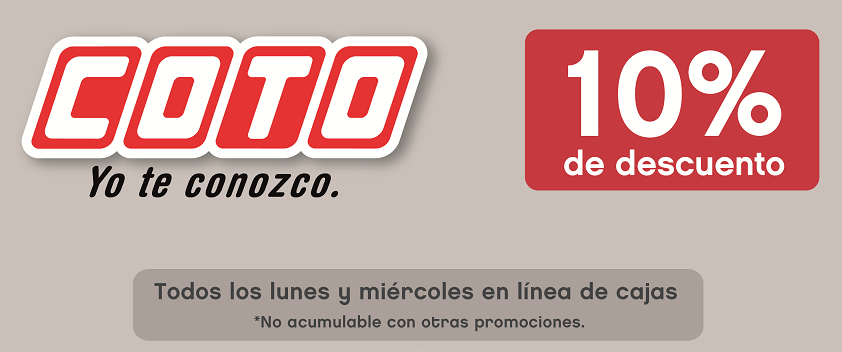 COTO
Yo te conozco.
10%
de descuento
Todos los lunes y miércoles en línea de cajas
*No acumulable con otras promociones.